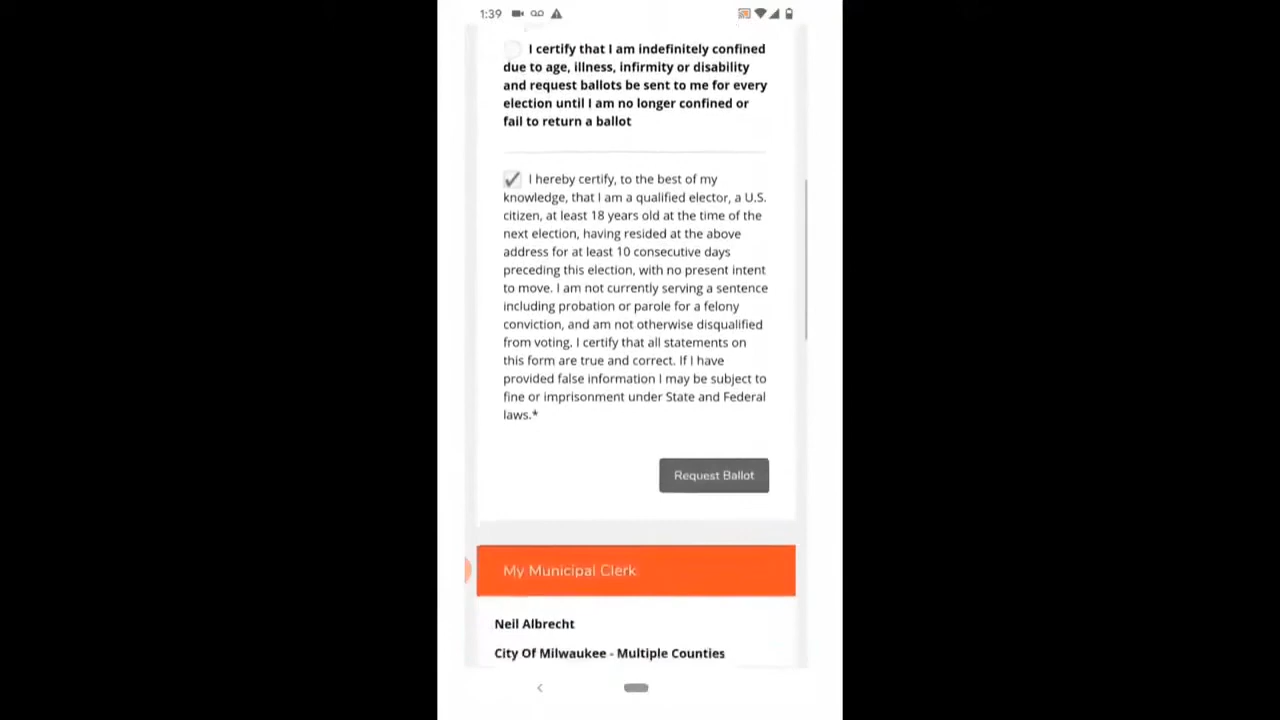 1:39
I certify that I am indefinitely confined
due to age, illness, infirmity or disability
and request ballots be sent to me for every
election until I am no longer confined or
fail to return a ballot
I hereby certify, to the best of my
knowledge, that I am a qualified elector, a U.S.
citizen, at least 18 years old at the time of the
next election, having resided at the above
address for at least 10 consecutive days
preceding this election, with no present intent
to move. I am not currently serving a sentence
including probation or parole for a felony
conviction, and am not otherwise disqualified
from voting. I certify that all statements on
this form are true and correct. If I have
provided false information I may be subject to
fine or imprisonment under State and Federal
laws.*
Request Ballot
My Municipal Clerk
Neil Albrecht
City Of Milwaukee - Multiple Counties